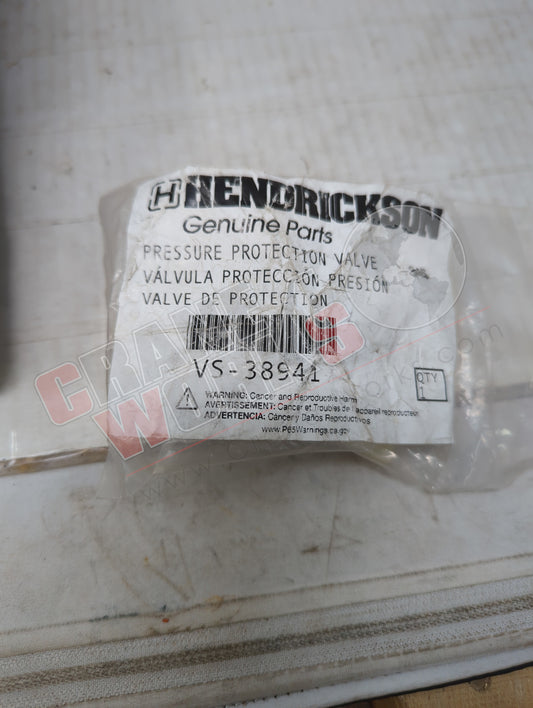 HENDRICKSON
Genuine Parts
PRESSURE PROTECTION VALVE
VÁLVULA PROTECCIÓN PRESIÓN
VALVE DE PROTECTION
VS-38941
QTY
1
WARNING: Cancer and Reproductive Harm
AVERTISSEMENT: Cancer et Troubles de l'appareil reproducteur
ADVERTENCIA: Cáncer y Daños Reproductivos
www.P65Warnings.ca.gov